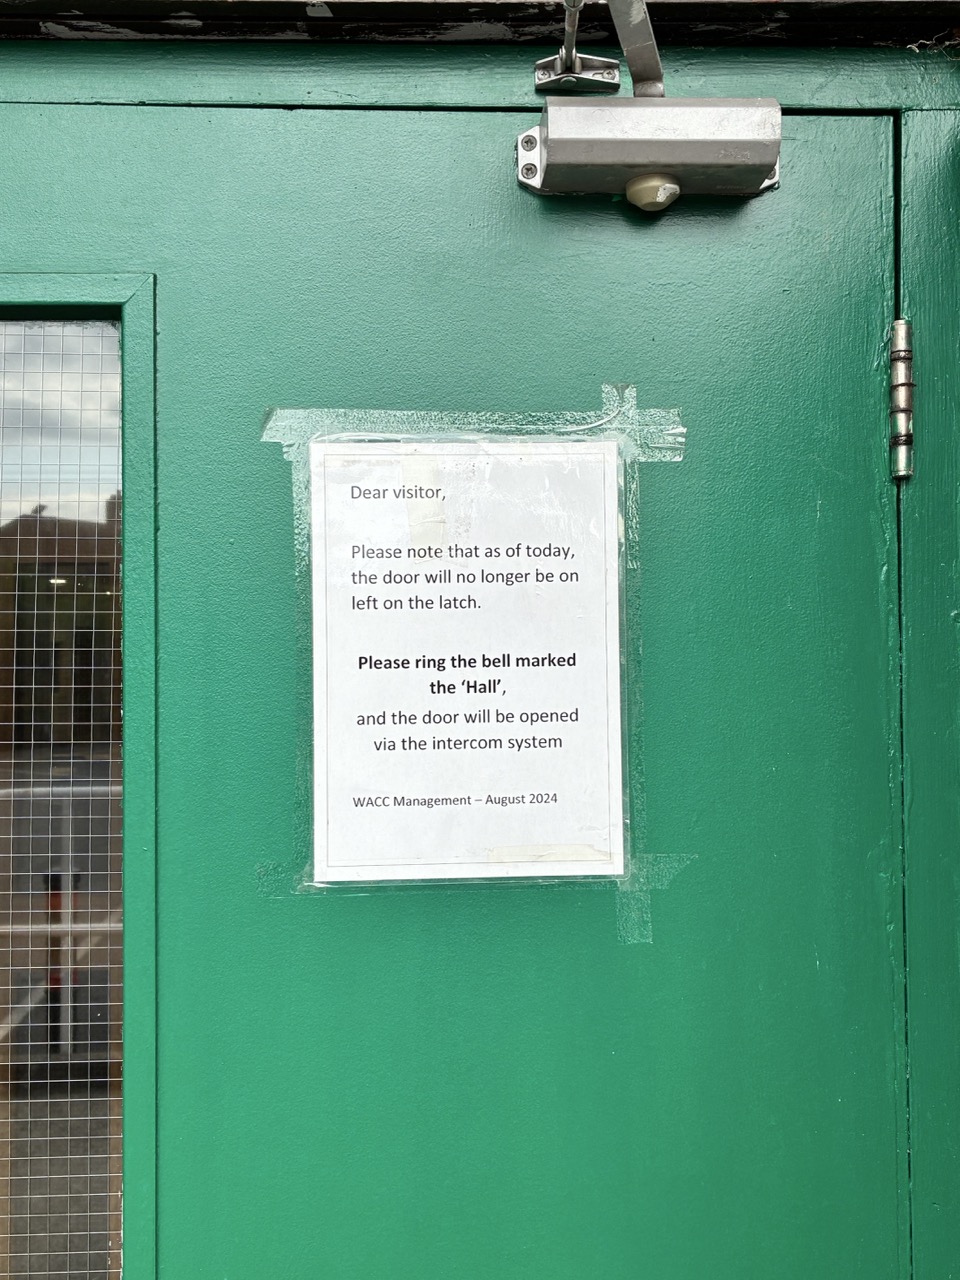 Dear visitor,
Please note that as of today,
the door will no longer be on
left on the latch.
Please ring the bell marked
the ‘Hall’,
and the door will be opened
via the intercom system
WACC Management – August 2024